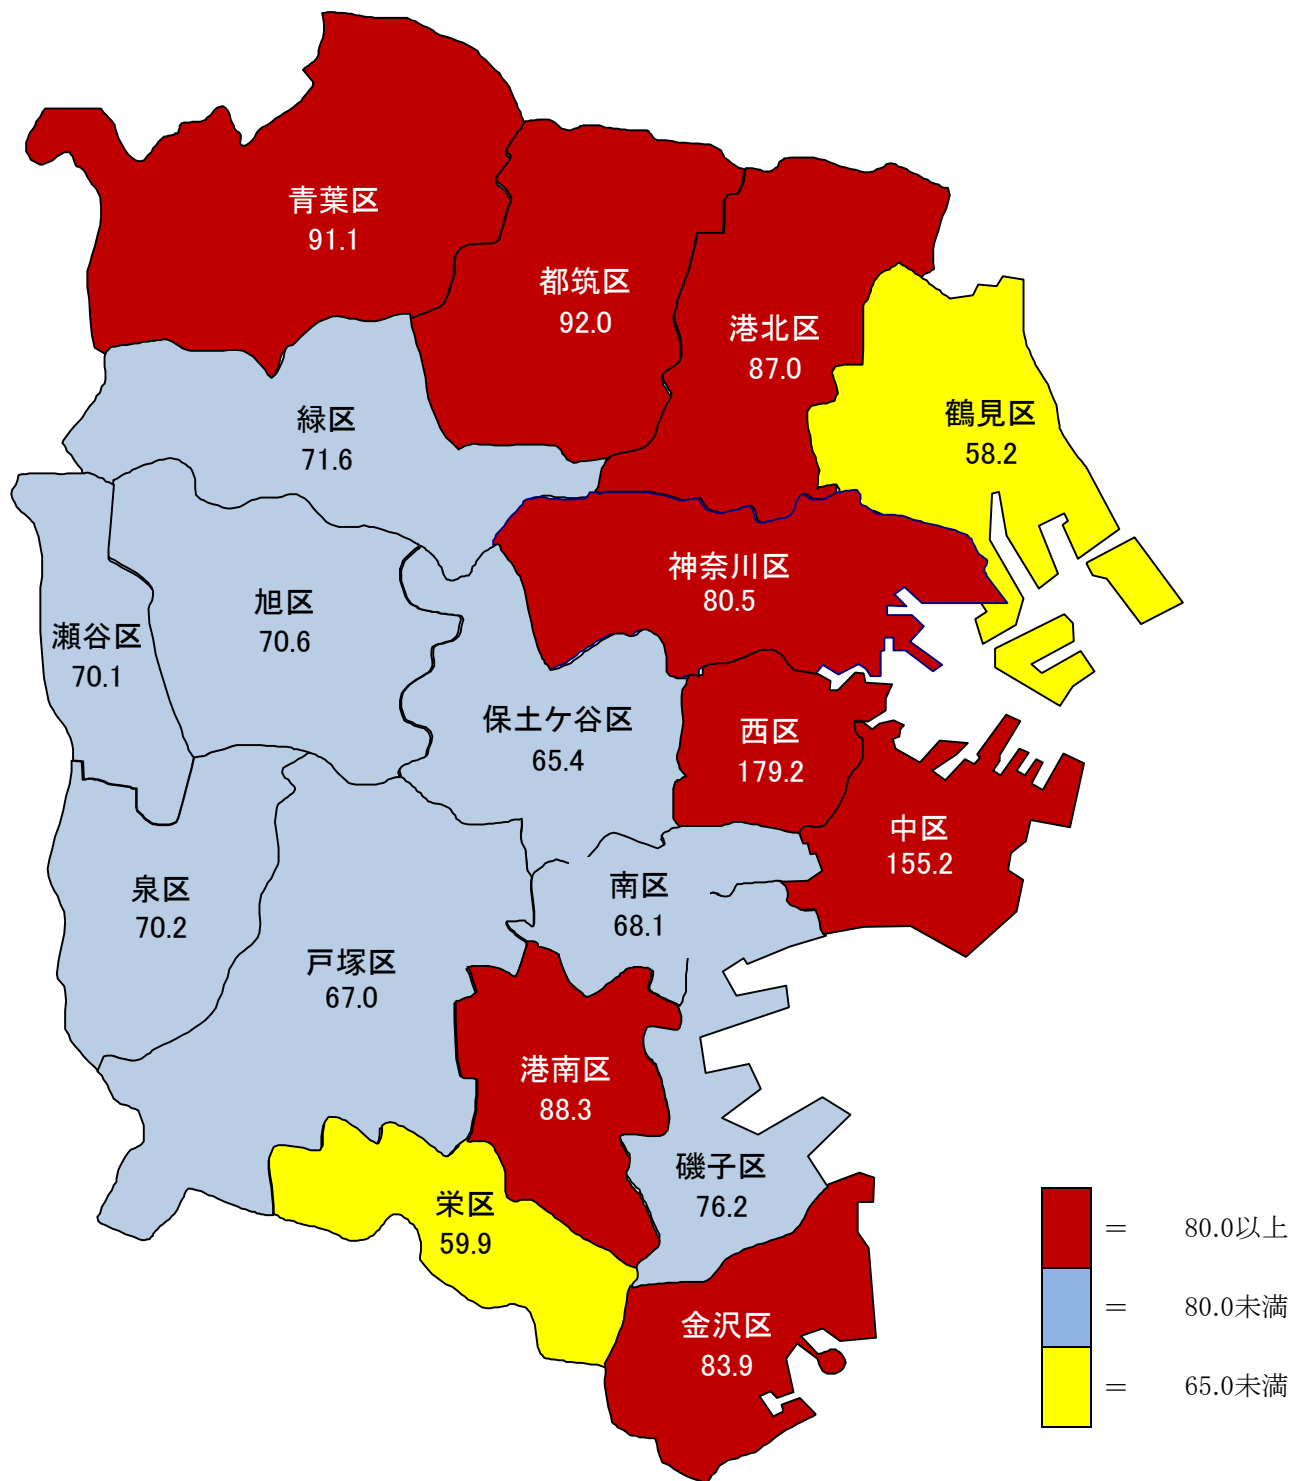 青葉区
91.1
都筑区
92.0
港北区
87.0
鶴見区
58.2
緑区
71.6
神奈川区
80.5
旭区
70.6
瀬谷区
70.1
保土ケ谷区
65.4
西区
179.2
中区
155.2
泉区
70.2
南区
68.1
戸塚区
67.0
港南区
88.3
磯子区
76.2
栄区
59.9
金沢区
83.9
＝ 80.0以上
＝ 80.0未満
＝ 65.0未満